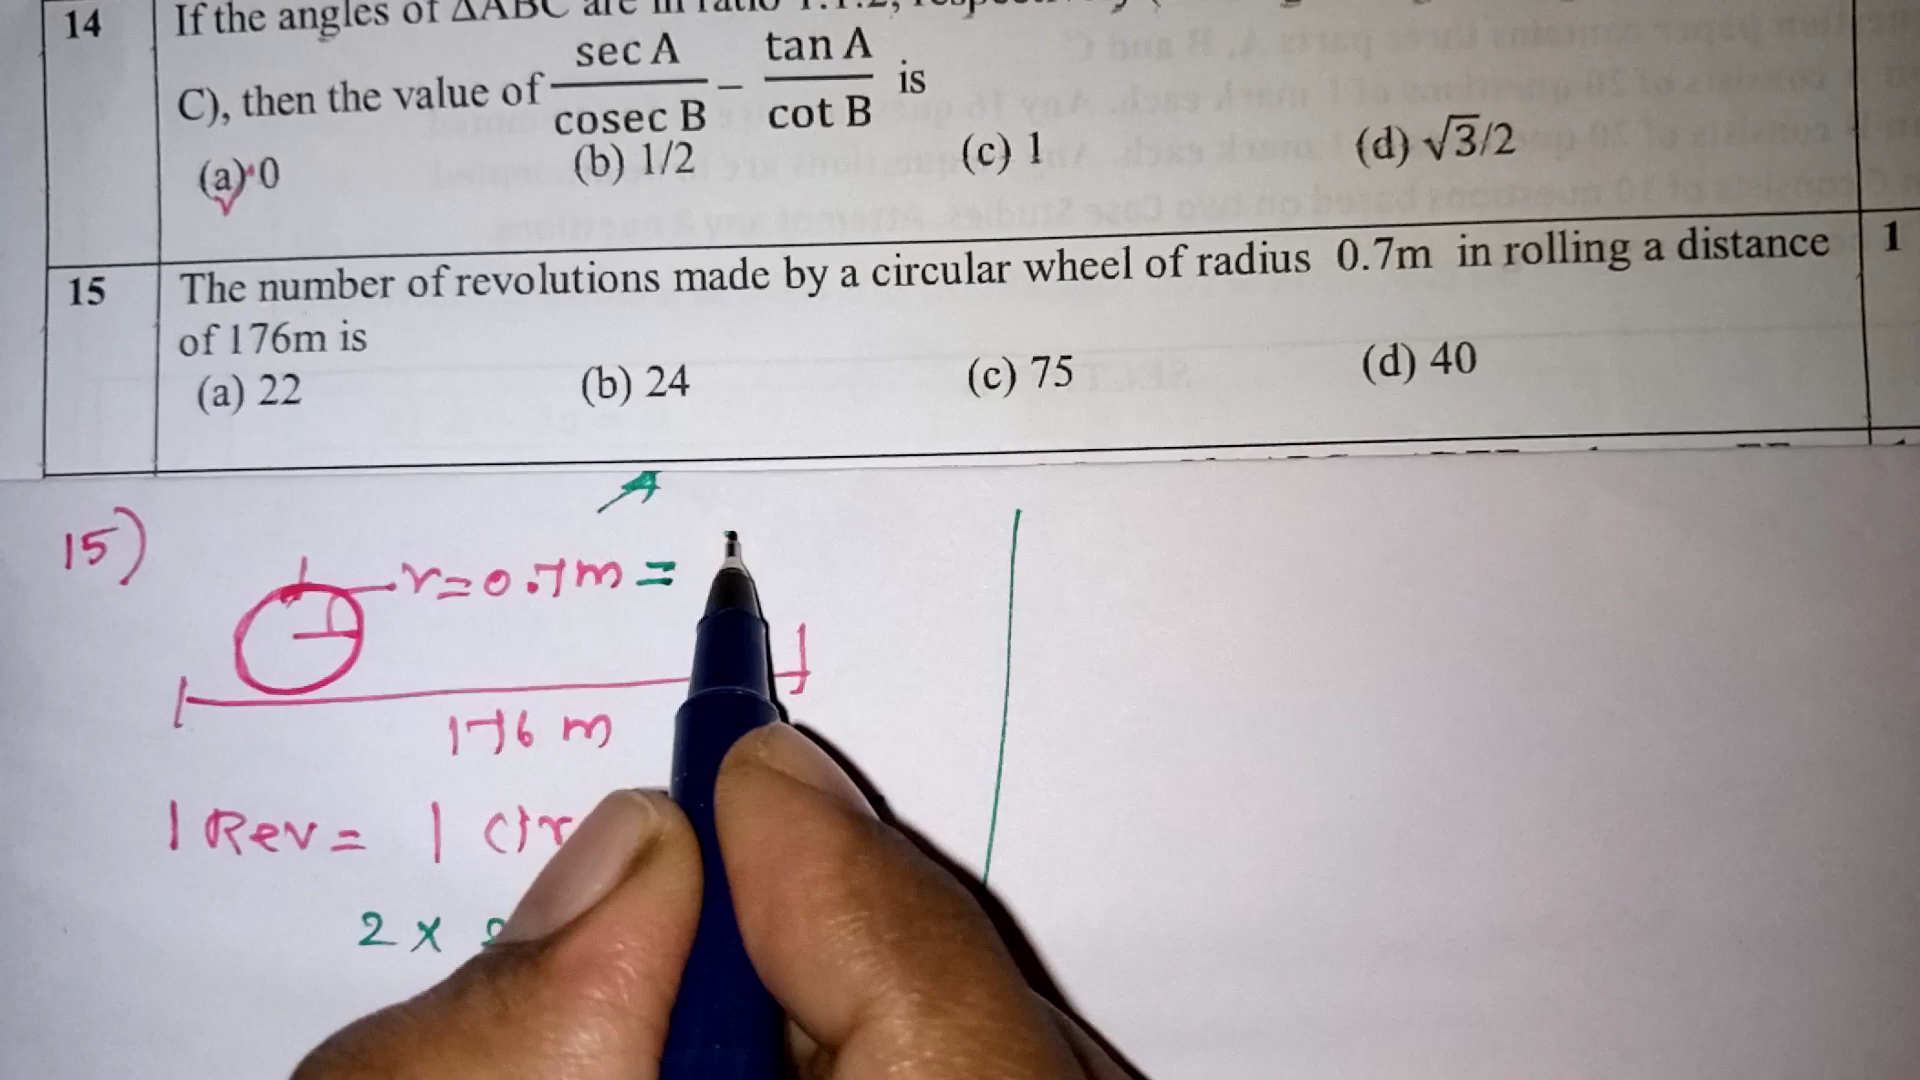 14 If the angles of ΔABC are in ratio 1:1:2, respectively
C), then the value of sec A / cosec B − tan A / cot B is
(a) 0 (b) 1/2 (c) 1 (d) √3/2
15 The number of revolutions made by a circular wheel of radius 0.7m in rolling a distance 1
of 176m is
(a) 22 (b) 24 (c) 75 (d) 40
15)
r=0.7m =
176 m
1 Rev = 1 Cir
2 ×